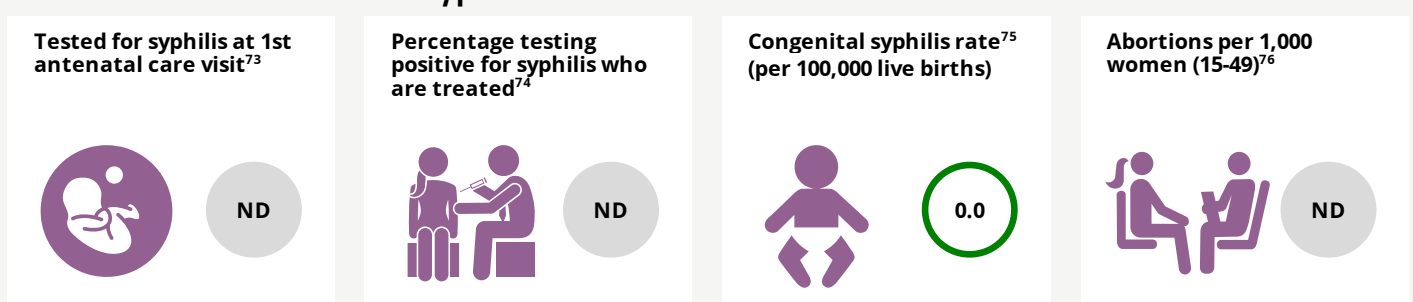 Tested for syphilis at 1st
antenatal care visit73
ND
Percentage testing
positive for syphilis who
are treated74
ND
Congenital syphilis rate75
(per 100,000 live births)
0.0
Abortions per 1,000
women (15-49)76
ND